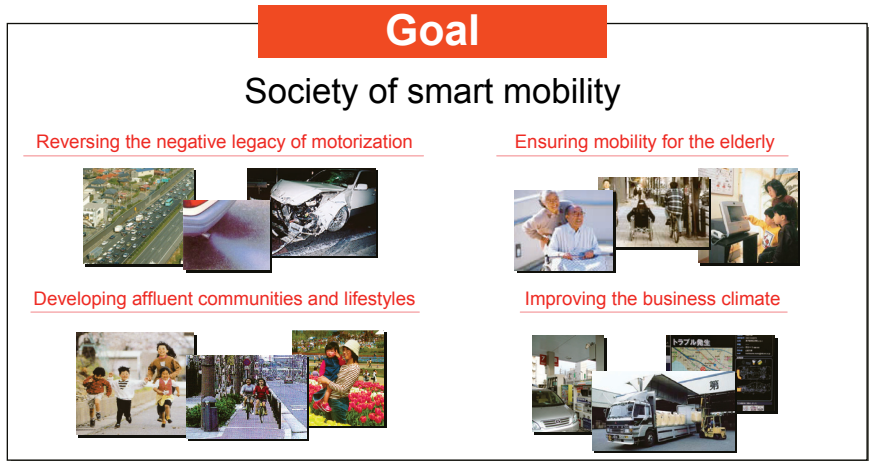 Goal
Society of smart mobility
Reversing the negative legacy of motorization
Ensuring mobility for the elderly
Developing affluent communities and lifestyles
Improving the business climate
トラブル発生
第